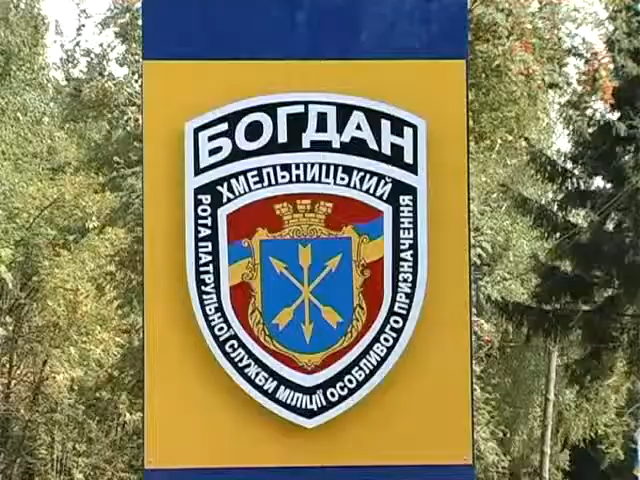 БОГДАН
ХМЕЛЬНИЦЬКИЙ
РОТА ПАТРУЛЬНОЇ СЛУЖБИ МІЛІЦІЇ ОСОБЛИВОГО ПРИЗНАЧЕННЯ